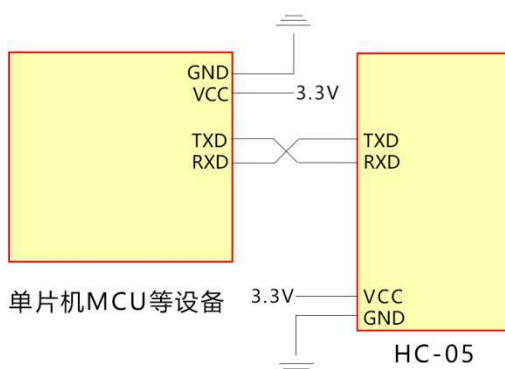 GND
VCC
3.3V
TXD
RXD
TXD
RXD
3.3V
VCC
GND
单片机MCU等设备
HC-05